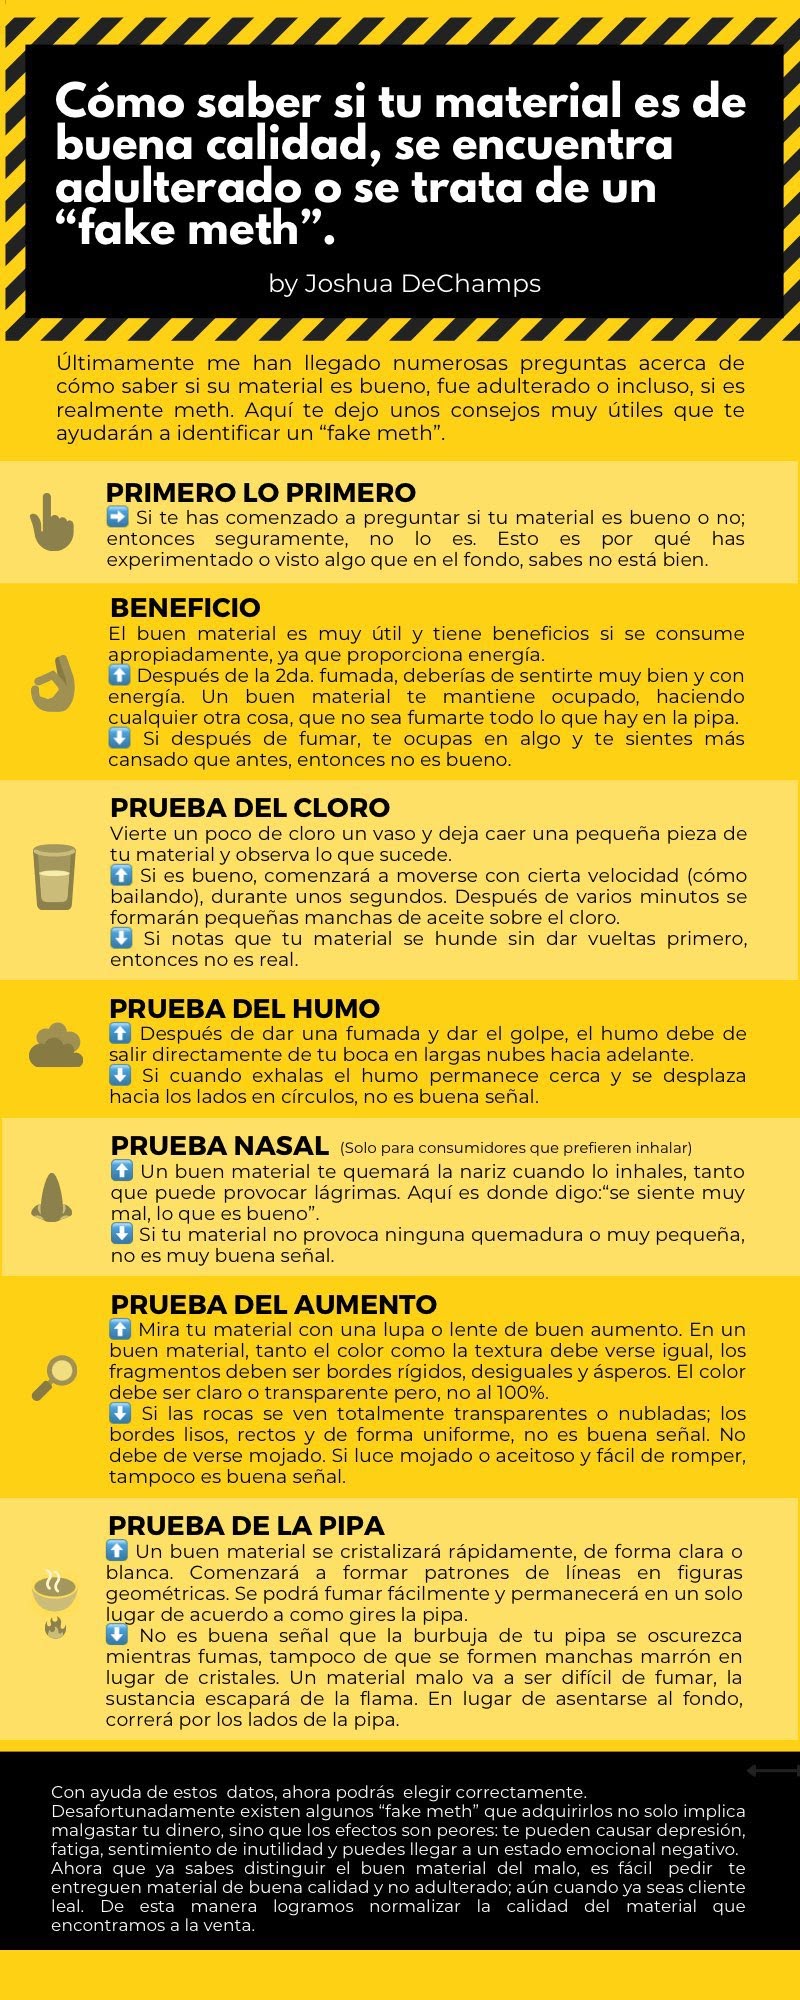 Cómo saber si tu material es de
buena calidad, se encuentra
adulterado o se trata de un
“fake meth”.
by Joshua DeChamps
Últimamente me han llegado numerosas preguntas acerca de
cómo saber si su material es bueno, fue adulterado o incluso, si es
realmente meth. Aquí te dejo unos consejos muy útiles que te
ayudarán a identificar un “fake meth”.
PRIMERO LO PRIMERO
➡️ Si te has comenzado a preguntar si tu material es bueno o no;
entonces seguramente, no lo es. Esto es por qué has
experimentado o visto algo que en el fondo, sabes no está bien.
BENEFICIO
El buen material es muy útil y tiene beneficios si se consume
apropiadamente, ya que proporciona energía.
⬆️ Después de la 2da. fumada, deberías de sentirte muy bien y con
energía. Un buen material te mantiene ocupado, haciendo
cualquier otra cosa, que no sea fumarte todo lo que hay en la pipa.
⬇️ Si después de fumar, te ocupas en algo y te sientes más
cansado que antes, entonces no es bueno.
PRUEBA DEL CLORO
Vierte un poco de cloro un vaso y deja caer una pequeña pieza de
tu material y observa lo que sucede.
⬆️ Si es bueno, comenzará a moverse con cierta velocidad (cómo
bailando), durante unos segundos. Después de varios minutos se
formarán pequeñas manchas de aceite sobre el cloro.
⬇️ Si notas que tu material se hunde sin dar vueltas primero,
entonces no es real.
PRUEBA DEL HUMO
⬆️ Después de dar una fumada y dar el golpe, el humo debe de
salir directamente de tu boca en largas nubes hacia adelante.
⬇️ Si cuando exhalas el humo permanece cerca y se desplaza
hacia los lados en círculos, no es buena señal.
PRUEBA NASAL (Solo para consumidores que prefieren inhalar)
⬆️ Un buen material te quemará la nariz cuando lo inhales, tanto
que puede provocar lágrimas. Aquí es donde digo:“se siente muy
mal, lo que es bueno”.
⬇️ Si tu material no provoca ninguna quemadura o muy pequeña,
no es muy buena señal.
PRUEBA DEL AUMENTO
⬆️ Mira tu material con una lupa o lente de buen aumento. En un
buen material, tanto el color como la textura debe verse igual, los
fragmentos deben ser bordes rígidos, desiguales y ásperos. El color
debe ser claro o transparente pero, no al 100%.
⬇️ Si las rocas se ven totalmente transparentes o nubladas; los
bordes lisos, rectos y de forma uniforme, no es buena señal. No
debe de verse mojado. Si luce mojado o aceitoso y fácil de romper,
tampoco es buena señal.
PRUEBA DE LA PIPA
⬆️ Un buen material se cristalizará rápidamente, de forma clara o
blanca. Comenzará a formar patrones de líneas en figuras
geométricas. Se podrá fumar fácilmente y permanecerá en un solo
lugar de acuerdo a como gires la pipa.
⬇️ No es buena señal que la burbuja de tu pipa se oscurezca
mientras fumas, tampoco de que se formen manchas marrón en
lugar de cristales. Un material malo va a ser difícil de fumar, la
sustancia escapará de la flama. En lugar de asentarse al fondo,
correrá por los lados de la pipa.
Con ayuda de estos datos, ahora podrás elegir correctamente.
Desafortunadamente existen algunos “fake meth” que adquirirlos no solo implica
malgastar tu dinero, sino que los efectos son peores: te pueden causar depresión,
fatiga, sentimiento de inutilidad y puedes llegar a un estado emocional negativo.
Ahora que ya sabes distinguir el buen material del malo, es fácil pedir te
entreguen material de buena calidad y no adulterado; aún cuando ya seas cliente
leal. De esta manera logramos normalizar la calidad del material que
encontramos a la venta.